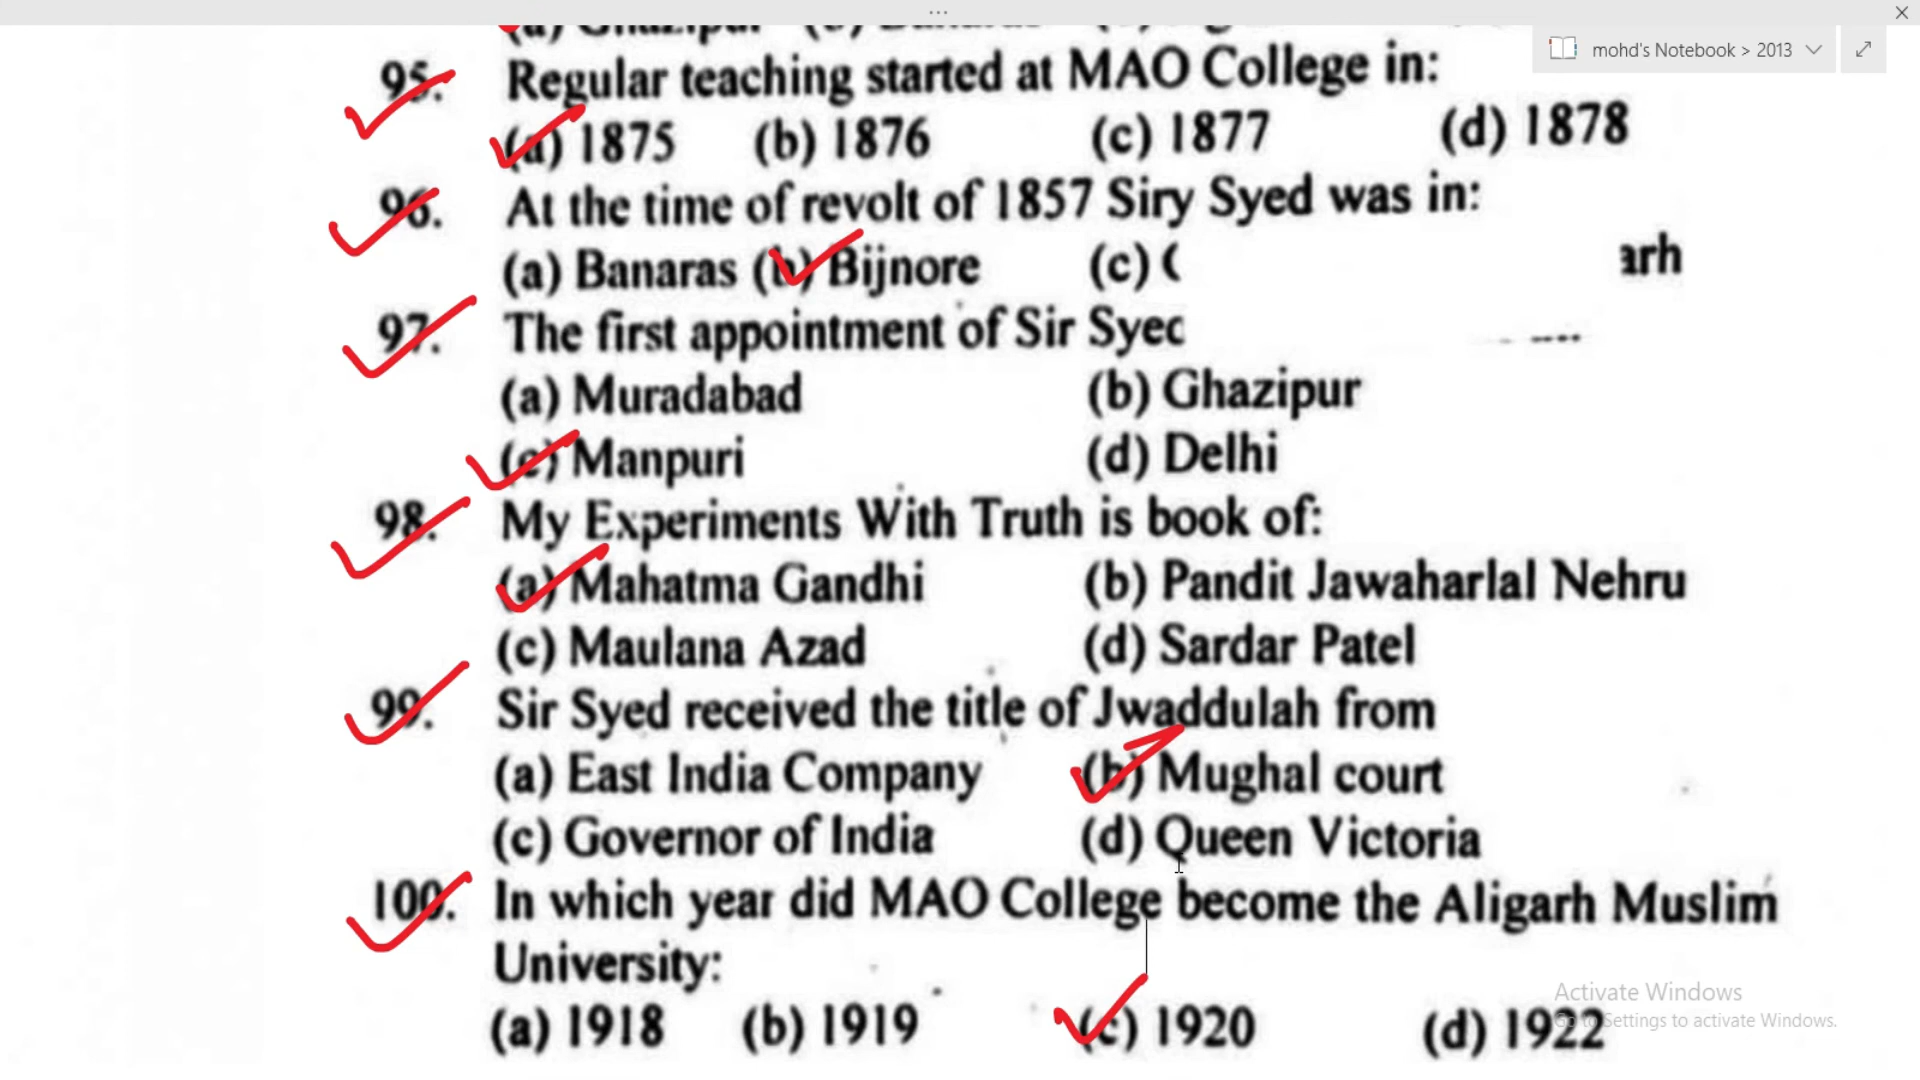 mohd's Notebook > 2013
95. Regular teaching started at MAO College in:
(a) 1875 (b) 1876 (c) 1877 (d) 1878
96. At the time of revolt of 1857 Siry Syed was in:
(a) Banaras (b) Bijnore (c) ( arh
97. The first appointment of Sir Syed
(a) Muradabad (b) Ghazipur
(c) Manpuri (d) Delhi
98. My Experiments With Truth is book of:
(a) Mahatma Gandhi (b) Pandit Jawaharlal Nehru
(c) Maulana Azad (d) Sardar Patel
99. Sir Syed received the title of Jwaddulah from
(a) East India Company (b) Mughal court
(c) Governor of India (d) Queen Victoria
100. In which year did MAO College become the Aligarh Muslim
University:
(a) 1918 (b) 1919 (c) 1920 (d) 1922
Activate Windows
Go to Settings to activate Windows.